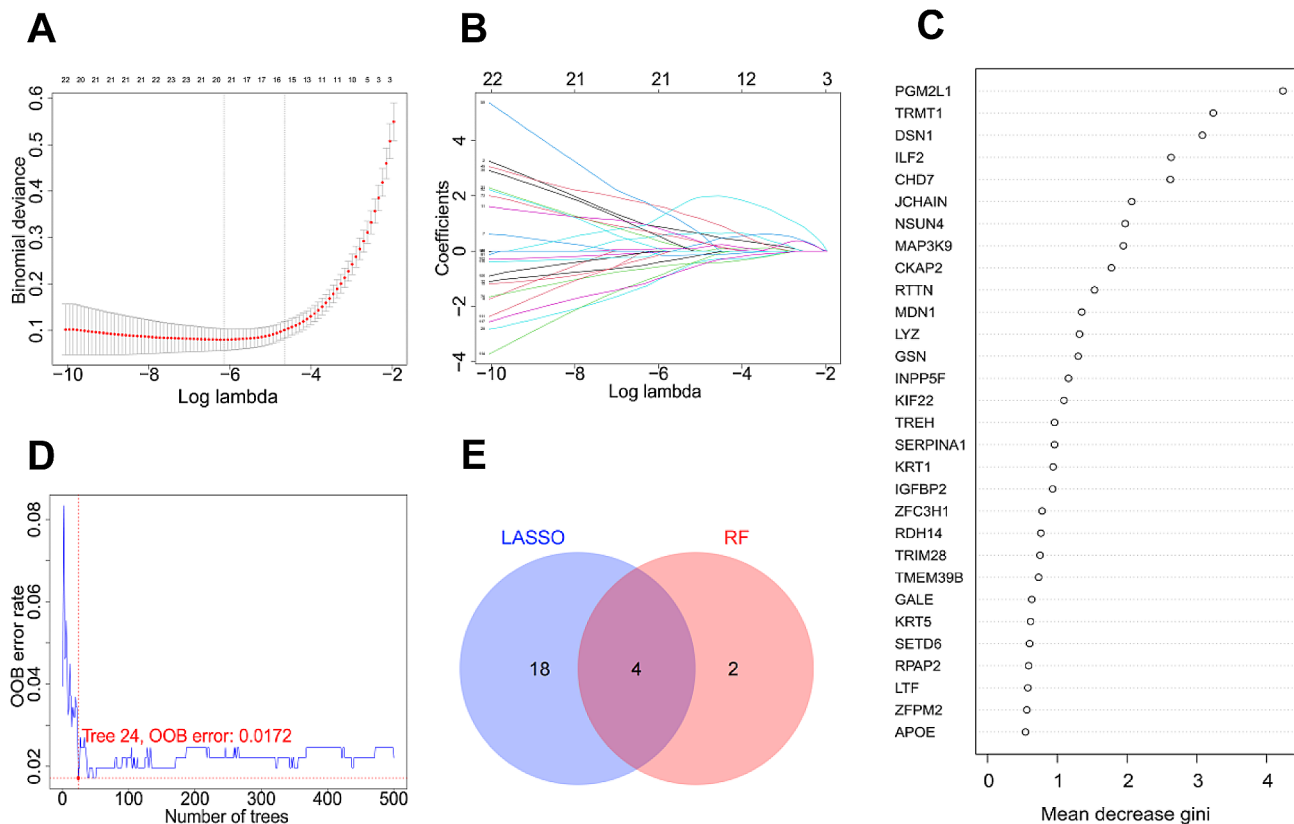 A
22 20 21 21 21 21 22 23 23 21 20 21 17 17 16 15 13 11 11 10 5 3 3
Binomial deviance
0.6
0.5
0.4
0.3
0.2
0.1
−10 −8 −6 −4 −2
Log lambda
B
22 21 21 12 3
Coefficients
4
2
0
−2
−4
−10 −8 −6 −4 −2
Log lambda
C
PGM2L1
TRMT1
DSN1
ILF2
CHD7
JCHAIN
NSUN4
MAP3K9
CKAP2
RTTN
MDN1
LYZ
GSN
INPP5F
KIF22
TREH
SERPINA1
KRT1
IGFBP2
ZFC3H1
RDH14
TRIM28
TMEM39B
GALE
KRT5
SETD6
RPAP2
LTF
ZFPM2
APOE
0 1 2 3 4
Mean decrease gini
D
OOB error rate
0.08
0.06
0.04
0.02
Tree 24, OOB error: 0.0172
0 100 200 300 400 500
Number of trees
E
LASSO RF
18 4 2